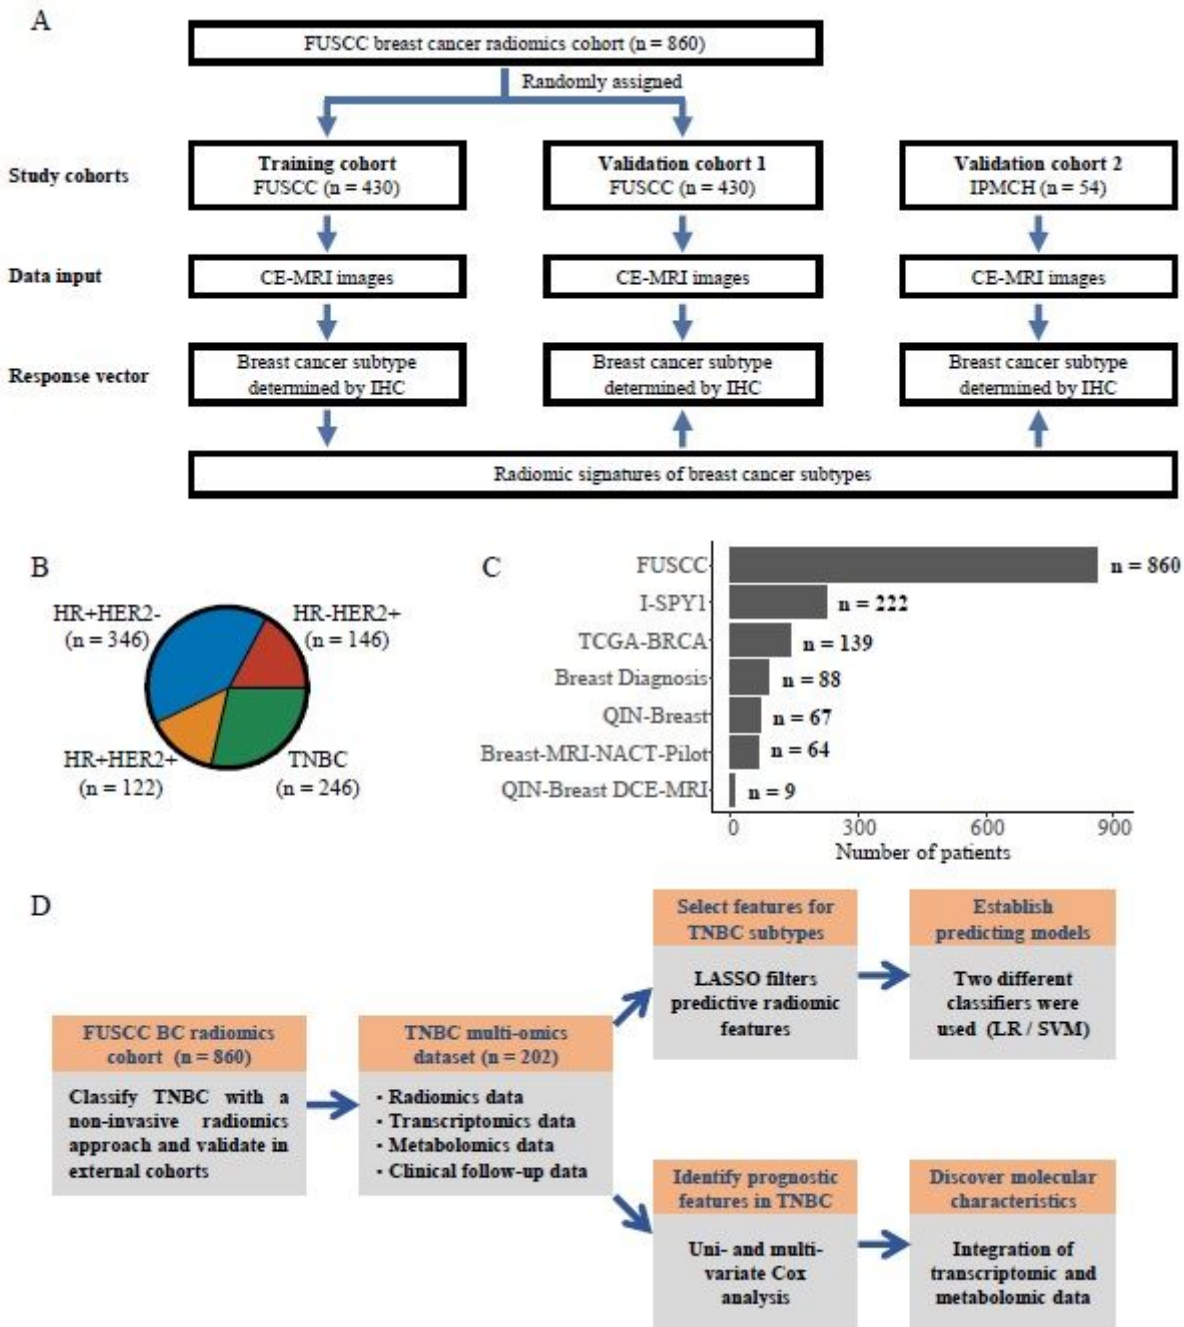 A
FUSCC breast cancer radiomics cohort (n = 860)
Randomly assigned
Study cohorts
Training cohort
FUSCC (n = 430)
Validation cohort 1
FUSCC (n = 430)
Validation cohort 2
IPMCH (n = 54)
Data input
CE-MRI images
CE-MRI images
CE-MRI images
Response vector
Breast cancer subtype
determined by IHC
Breast cancer subtype
determined by IHC
Breast cancer subtype
determined by IHC
Radiomic signatures of breast cancer subtypes
B
HR+HER2-
(n = 346)
HR-HER2+
(n = 146)
HR+HER2+
(n = 122)
TNBC
(n = 246)
C
FUSCC
n = 860
I-SPY1
n = 222
TCGA-BRCA
n = 139
Breast Diagnosis
n = 88
QIN-Breast
n = 67
Breast-MRI-NACT-Pilot
n = 64
QIN-Breast DCE-MRI
n = 9
0 300 600 900
Number of patients
D
FUSCC BC radiomics
cohort (n = 860)
Classify TNBC with a
non-invasive radiomics
approach and validate in
external cohorts
TNBC multi-omics
dataset (n = 202)
• Radiomics data
• Transcriptomics data
• Metabolomics data
• Clinical follow-up data
Select features for
TNBC subtypes
LASSO filters
predictive radiomic
features
Establish
predicting models
Two different
classifiers were
used (LR / SVM)
Identify prognostic
features in TNBC
Uni- and multi-
variate Cox
analysis
Discover molecular
characteristics
Integration of
transcriptomic and
metabolomic data